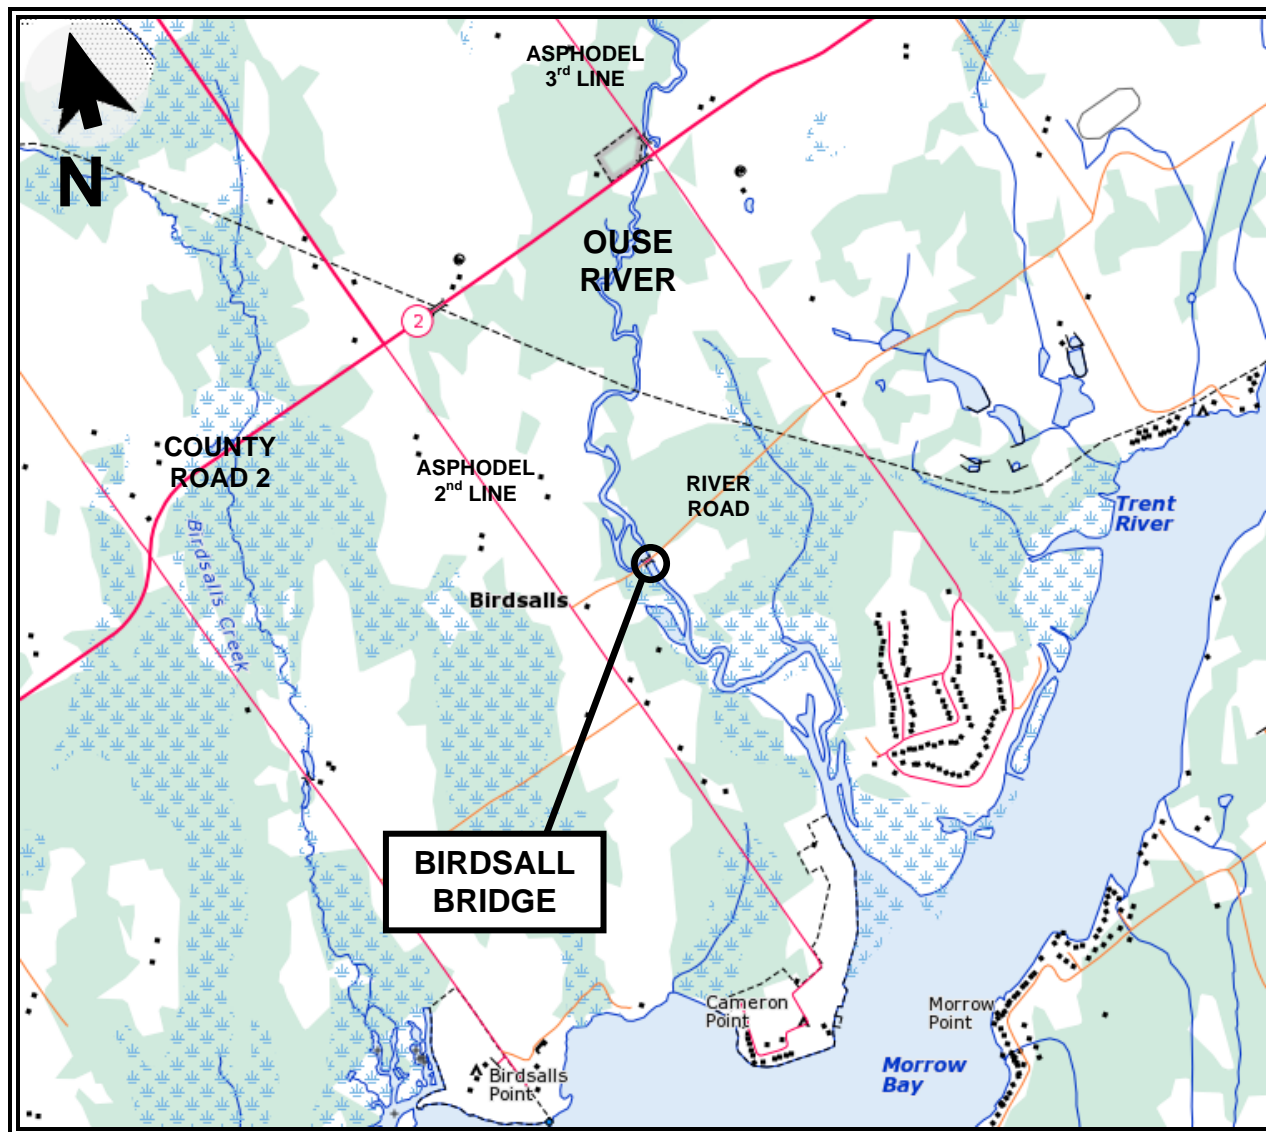 ASPHODEL
3rd LINE
N
OUSE
RIVER
2
COUNTY
ROAD 2
ASPHODEL
2nd LINE
RIVER
ROAD
Trent
River
Birdsalls Creek
Birdsalls
BIRDSALL
BRIDGE
Cameron
Point
Morrow
Point
Morrow
Bay
Birdsalls
Point